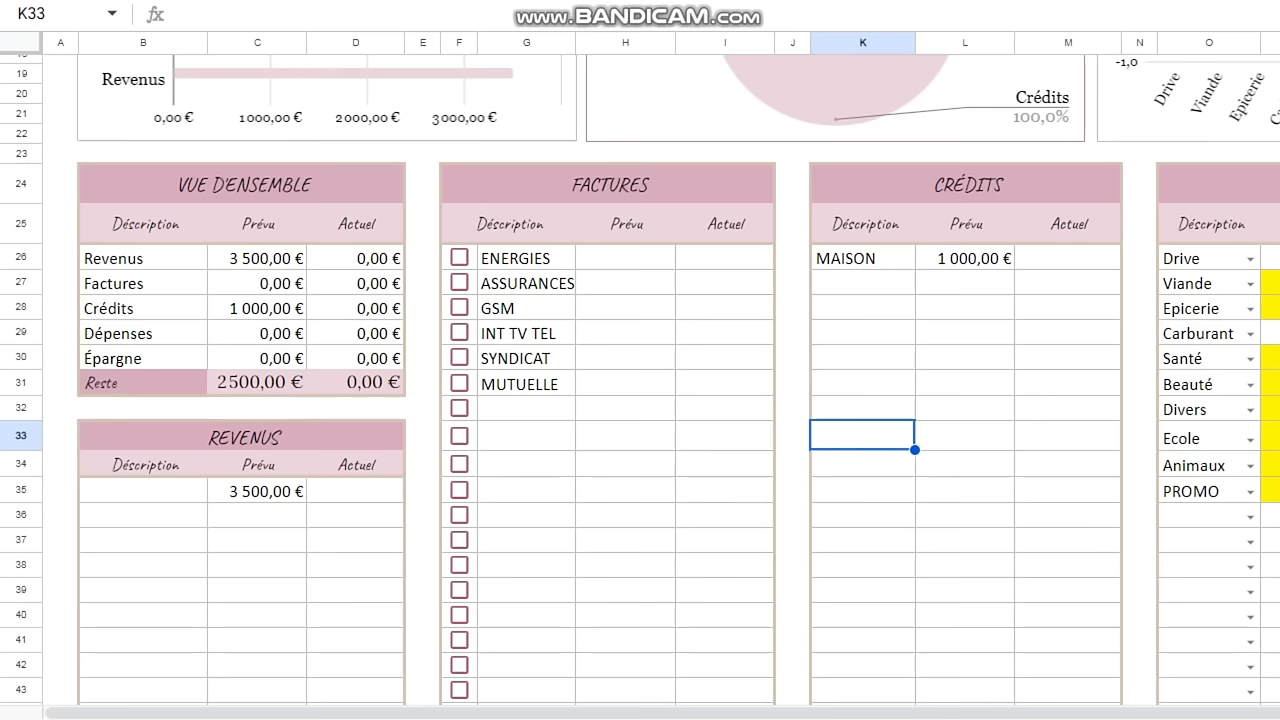 K33
www.BANDICAM.com
A B C D E F G H I J K L M N O
19 Revenus
20
21 0,00 € 1000,00 € 2000,00 € 3000,00 €
22
23
Crédits
100,0%
-1,0
Drive
Viande
Epicerie
24 VUE D'ENSEMBLE FACTURES CRÉDITS
25 Déscription Prévu Actuel Déscription Prévu Actuel Déscription Prévu Actuel Déscription
26 Revenus 3 500,00 € 0,00 € ENERGIES MAISON 1 000,00 € Drive
27 Factures 0,00 € 0,00 € ASSURANCES Viande
28 Crédits 1 000,00 € 0,00 € GSM Epicerie
29 Dépenses 0,00 € 0,00 € INT TV TEL Carburant
30 Épargne 0,00 € 0,00 € SYNDICAT Santé
31 Reste 2500,00 € 0,00 € MUTUELLE Beauté
32 Divers
33 REVENUS Ecole
34 Déscription Prévu Actuel Animaux
35 3 500,00 € PROMO
36
37
38
39
40
41
42
43